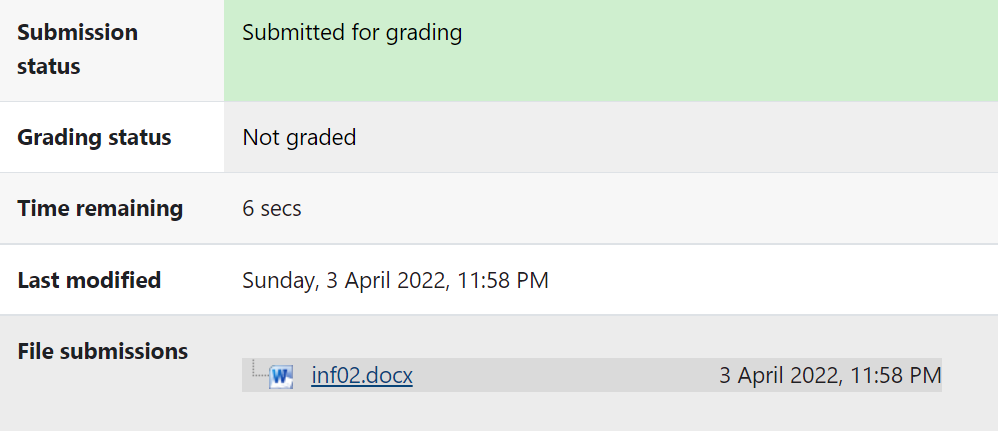 Submission status
Submitted for grading
Grading status
Not graded
Time remaining
6 secs
Last modified
Sunday, 3 April 2022, 11:58 PM
File submissions
inf02.docx
3 April 2022, 11:58 PM